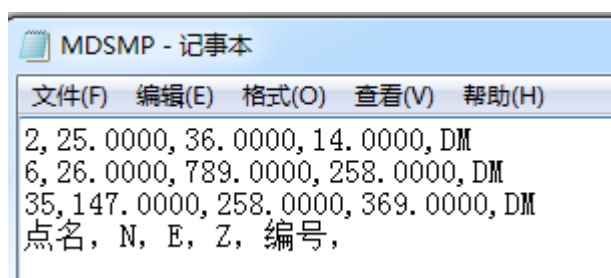 MDSMP - 记事本
文件(F) 编辑(E) 格式(O) 查看(V) 帮助(H)
2,25.0000,36.0000,14.0000,DM
6,26.0000,789.0000,258.0000,DM
35,147.0000,258.0000,369.0000,DM
点名，N，E，Z，编号，